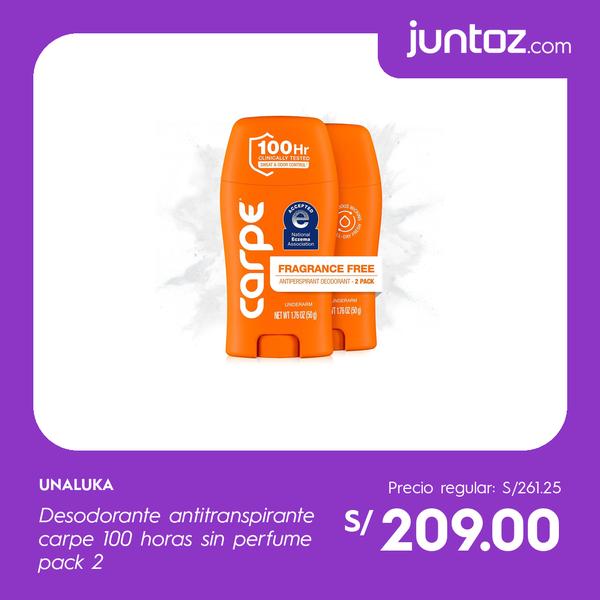 juntoz.com
100Hr
CLINICALLY TESTED
SWEAT & ODOR CONTROL
carpe
ACCEPTED
e
National
Eczema
Association
FRAGRANCE FREE
ANTIPERSPIRANT DEODORANT - 2 PACK
UNDERARM
NET WT 1.76 OZ (50 g)
UNDERARM
WT 1.76 OZ (50 g)
UNALUKA
Desodorante antitranspirante
carpe 100 horas sin perfume
pack 2
Precio regular: S/261.25
S/209.00